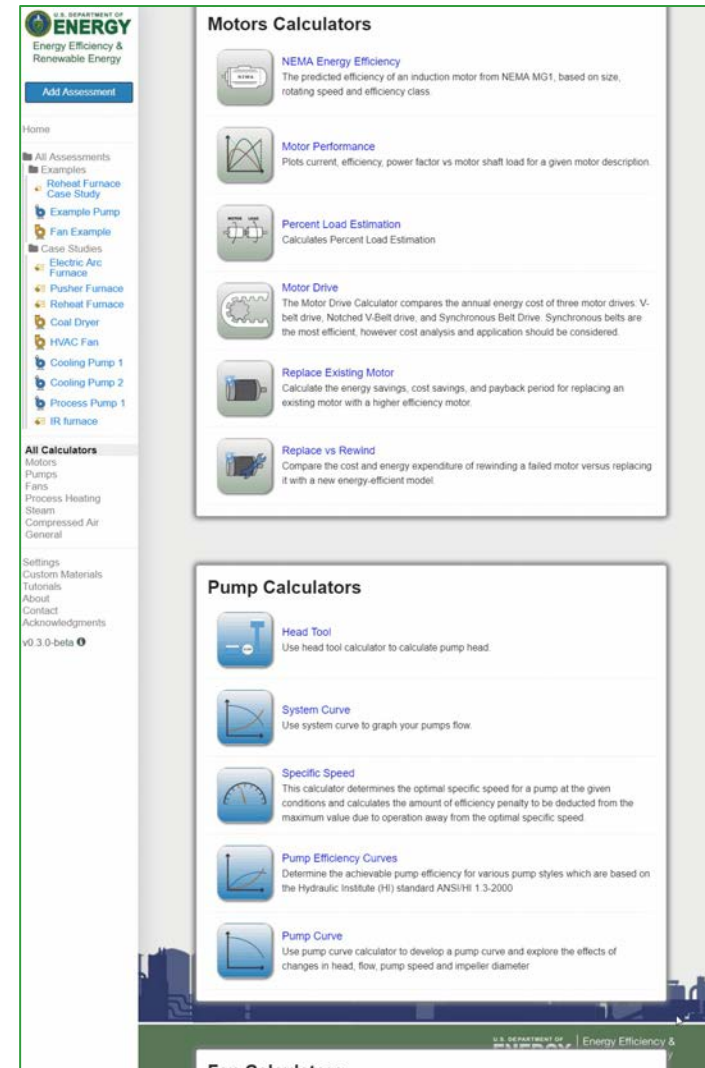 U.S. DEPARTMENT OF
ENERGY
Energy Efficiency &
Renewable Energy
Add Assessment
Home
All Assessments
Examples
Reheat Furnace
Case Study
Example Pump
Fan Example
Case Studies
Electric Arc
Furnace
Pusher Furnace
Reheat Furnace
Coal Dryer
HVAC Fan
Cooling Pump 1
Cooling Pump 2
Process Pump 1
IR furnace
All Calculators
Motors
Pumps
Fans
Process Heating
Steam
Compressed Air
General
Settings
Custom Materials
Tutorials
About
Contact
Acknowledgments
v0.3.0-beta
Motors Calculators
NEMA
NEMA Energy Efficiency
The predicted efficiency of an induction motor from NEMA MG1, based on size,
rotating speed and efficiency class.
Motor Performance
Plots current, efficiency, power factor vs motor shaft load for a given motor description.
MOTOR LOAD
Percent Load Estimation
Calculates Percent Load Estimation
Motor Drive
The Motor Drive Calculator compares the annual energy cost of three motor drives: V-
belt drive, Notched V-Belt drive, and Synchronous Belt Drive. Synchronous belts are
the most efficient, however cost analysis and application should be considered.
Replace Existing Motor
Calculate the energy savings, cost savings, and payback period for replacing an
existing motor with a higher efficiency motor.
Replace vs Rewind
Compare the cost and energy expenditure of rewinding a failed motor versus replacing
it with a new energy-efficient model.
Pump Calculators
Head Tool
Use head tool calculator to calculate pump head.
System Curve
Use system curve to graph your pumps flow.
Specific Speed
This calculator determines the optimal specific speed for a pump at the given
conditions and calculates the amount of efficiency penalty to be deducted from the
maximum value due to operation away from the optimal specific speed.
Pump Efficiency Curves
Determine the achievable pump efficiency for various pump styles which are based on
the Hydraulic Institute (HI) standard ANSI/HI 1.3-2000
Pump Curve
Use pump curve calculator to develop a pump curve and explore the effects of
changes in head, flow, pump speed and impeller diameter
U.S. DEPARTMENT OF
ENERGY
Energy Efficiency &
Fan Calculators